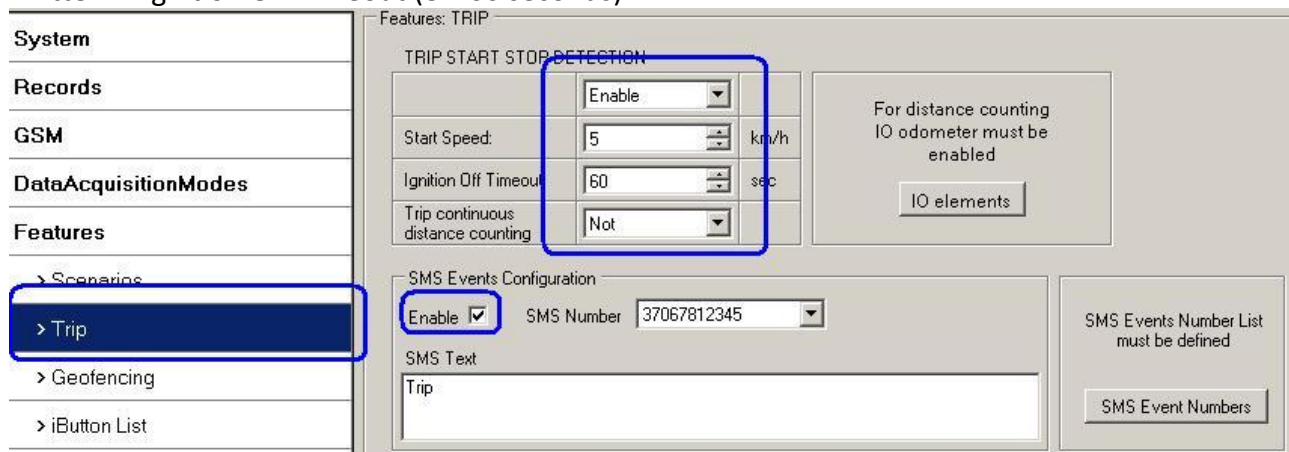 System
Records
GSM
DataAcquisitionModes
Features
> Scenarios
> Trip
> Geofencing
> iButton List
Features: TRIP
TRIP START STOP DETECTION
Enable
Start Speed: 5 km/h
Ignition Off Timeout 60 sec
Trip continuous
distance counting Not
For distance counting
IO odometer must be
enabled
IO elements
SMS Events Configuration
Enable SMS Number 37067812345
SMS Text
Trip
SMS Events Number List
must be defined
SMS Event Numbers